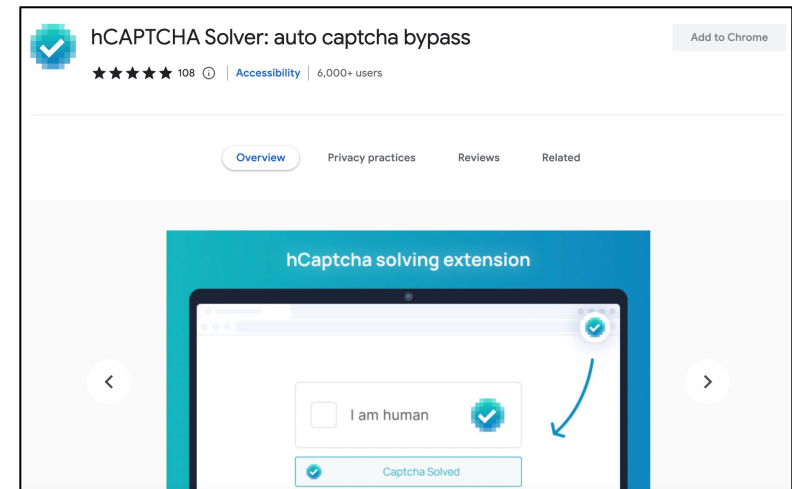 hCAPTCHA Solver: auto captcha bypass
Add to Chrome
108 | Accessibility | 6,000+ users
Overview Privacy practices Reviews Related
hCaptcha solving extension
I am human
Captcha Solved